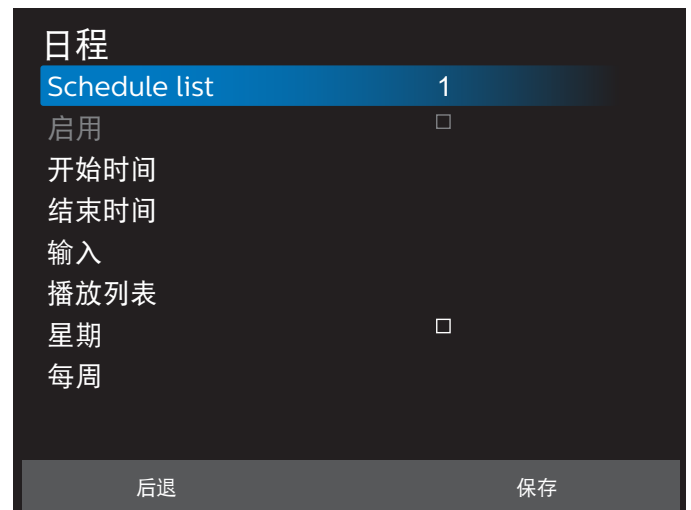 日程
Schedule list 1
启用 □
开始时间
结束时间
输入
播放列表
星期 □
每周
后退 保存